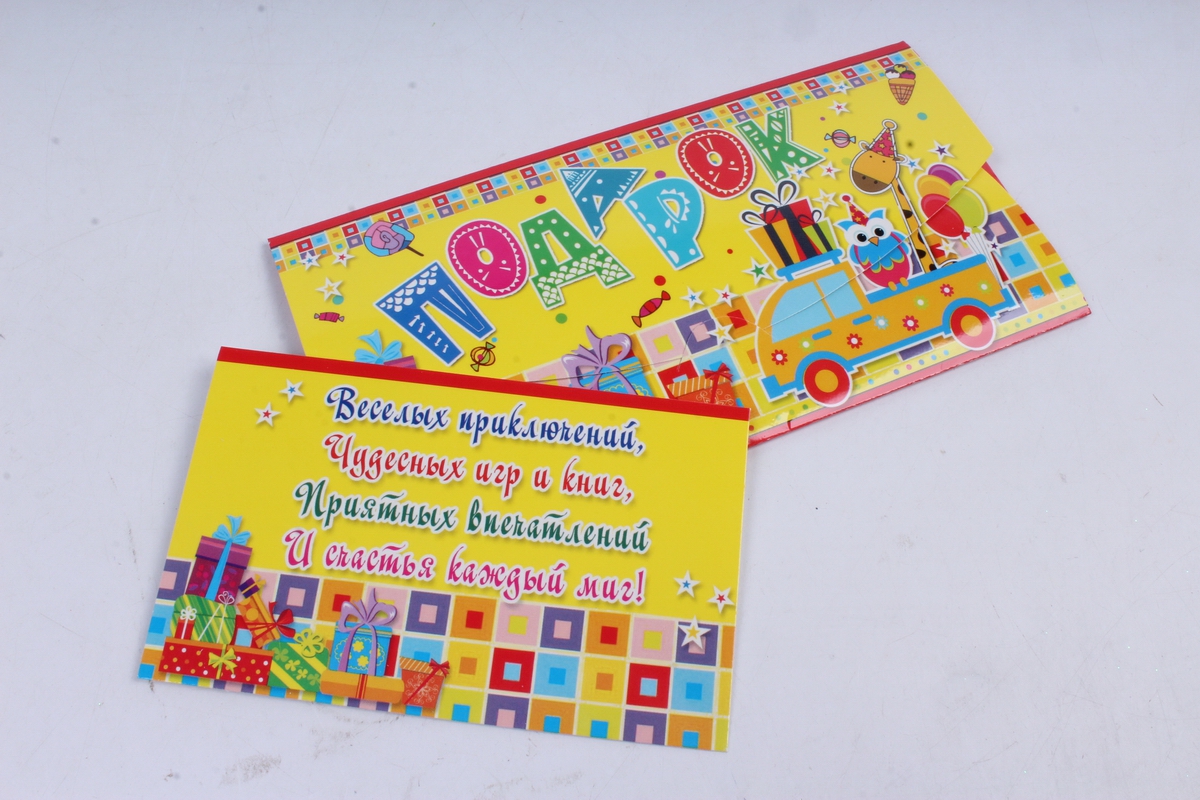 ПОДАРОК
Веселых приключений,
Чудесных игр и книг,
Приятных впечатлений
И счастья каждый миг!